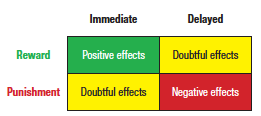 Immediate Delayed
Reward Positive effects Doubtful effects
Punishment Doubtful effects Negative effects